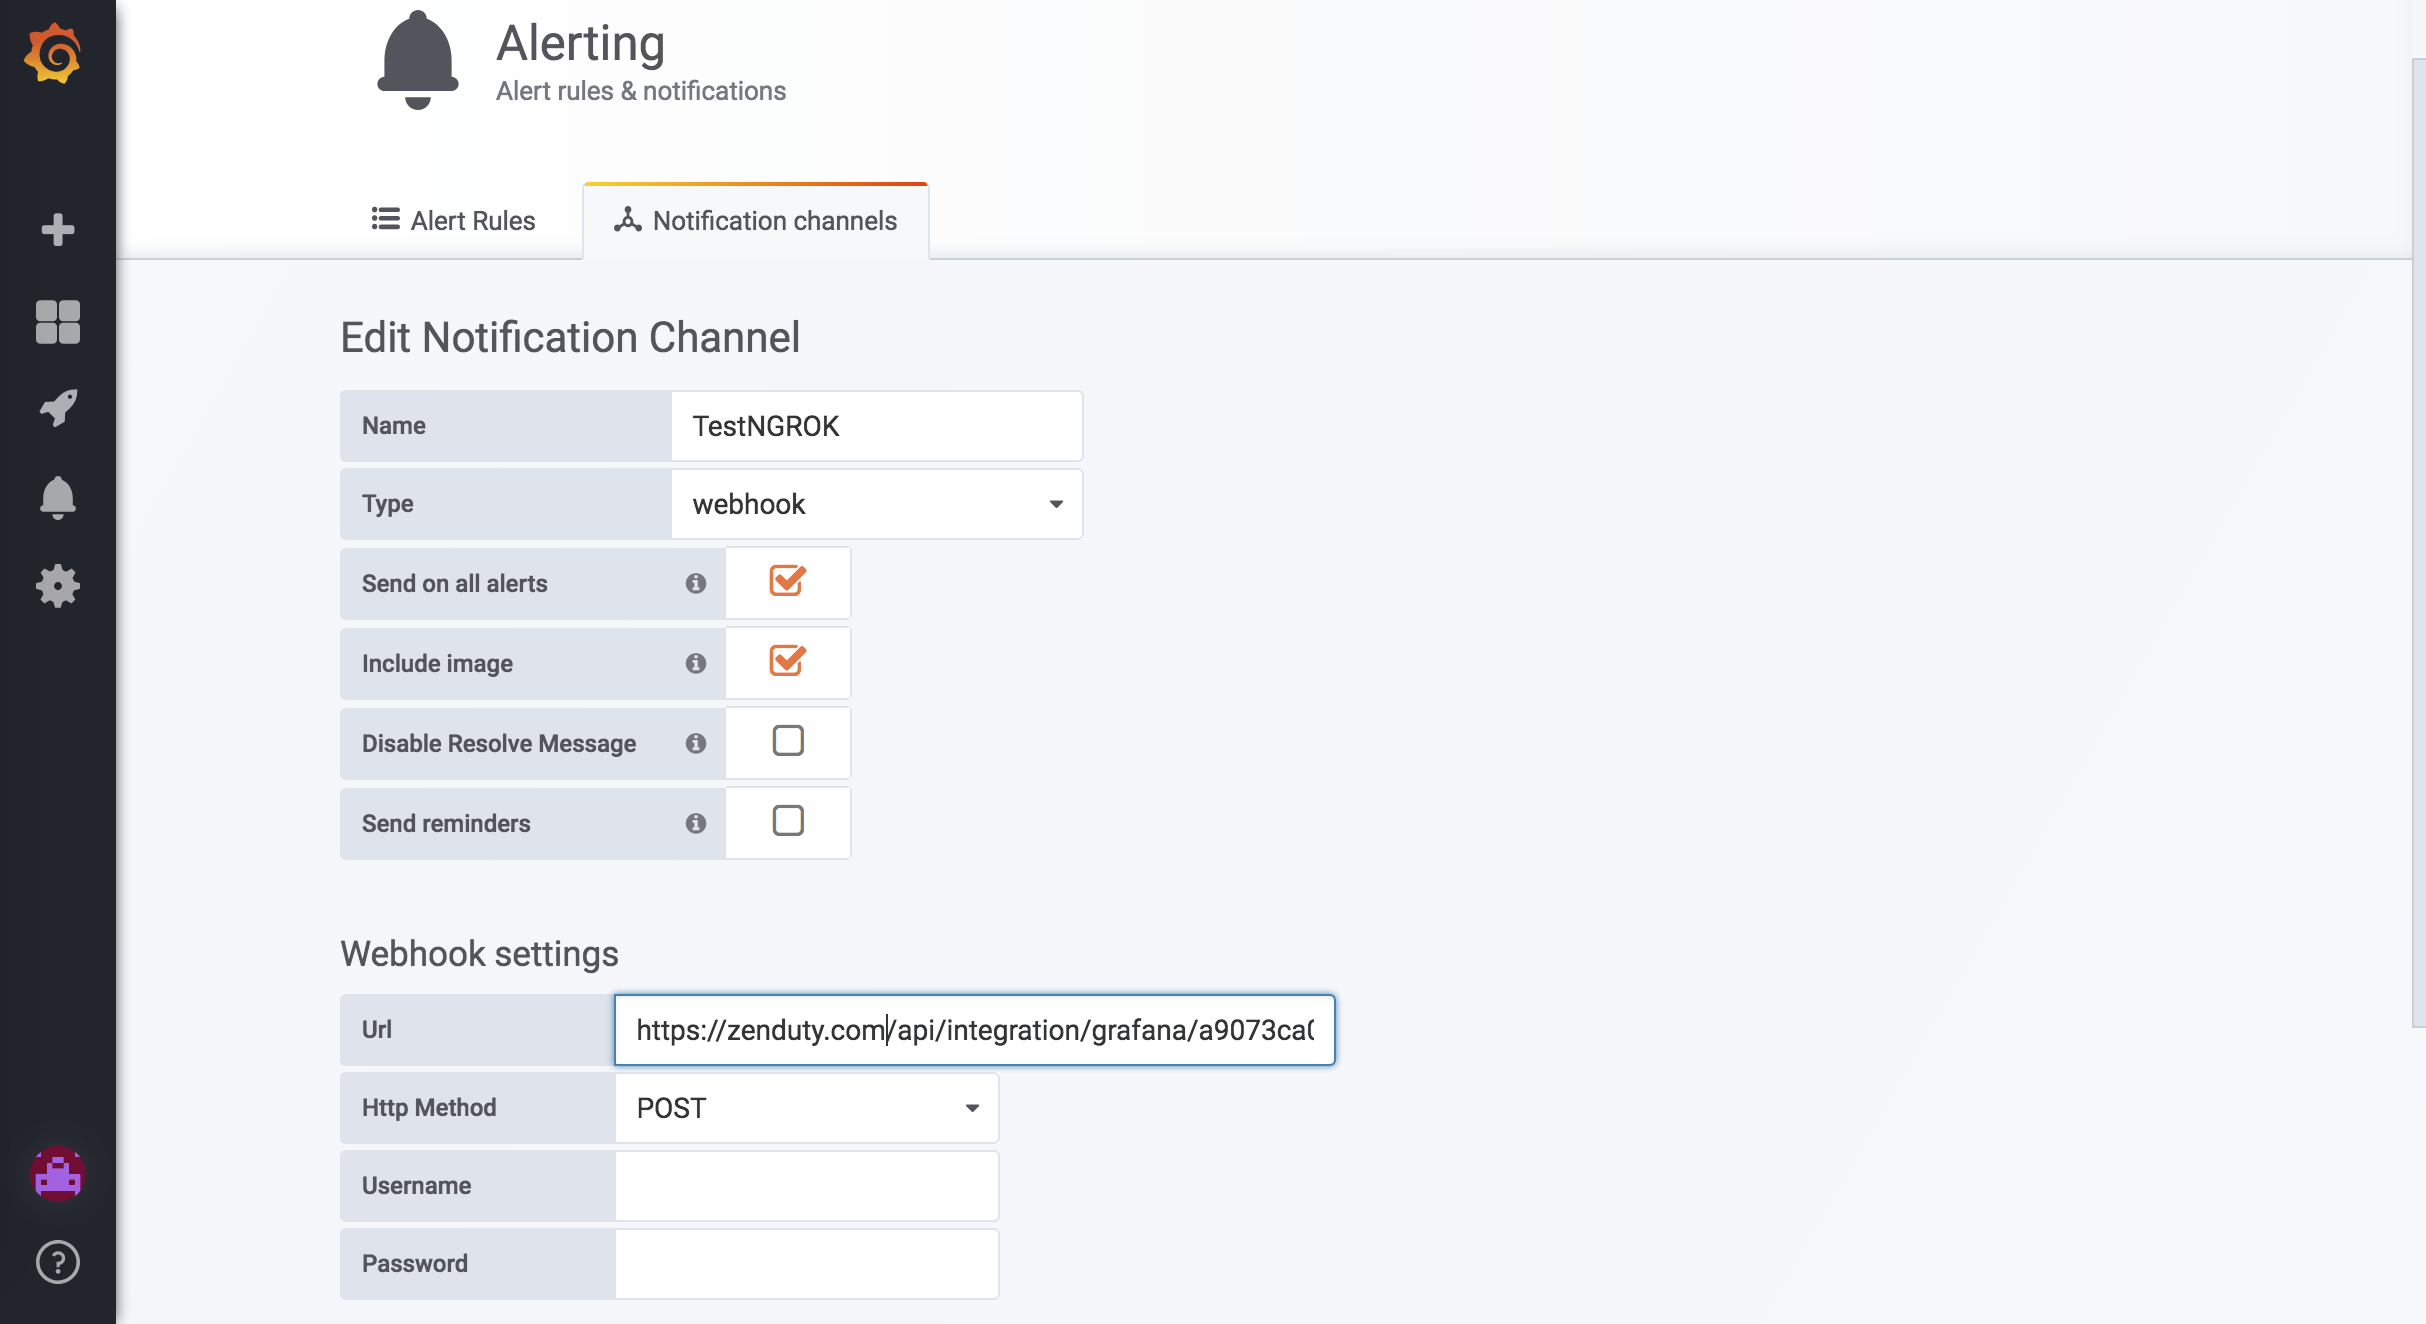 Alerting
Alert rules & notifications
Alert Rules
Notification channels
Edit Notification Channel
Name
TestNGROK
Type
webhook
Send on all alerts
Include image
Disable Resolve Message
Send reminders
Webhook settings
Url
https://zenduty.com/api/integration/grafana/a9073ca
Http Method
POST
Username
Password
?